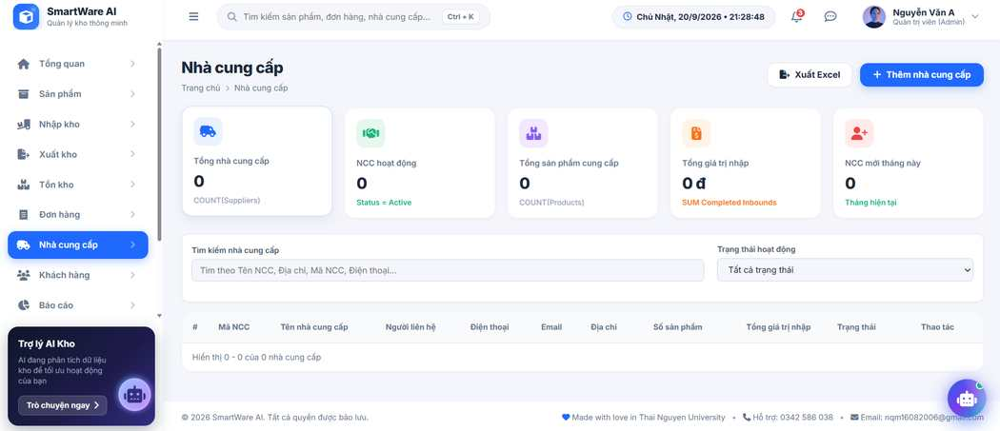 SmartWare AI
Quản lý kho thông minh
Tìm kiếm sản phẩm, đơn hàng, nhà cung cấp...
Ctrl + K
Chủ Nhật, 20/9/2026 • 21:28:48
3
Nguyễn Văn A
Quản trị viên (Admin)
Tổng quan
Sản phẩm
Nhập kho
Xuất kho
Tồn kho
Đơn hàng
Nhà cung cấp
Khách hàng
Báo cáo
Trợ lý AI Kho
AI đang phân tích dữ liệu
kho để tối ưu hoạt động
của bạn
Trò chuyện ngay
Nhà cung cấp
Trang chủ > Nhà cung cấp
Xuất Excel
+ Thêm nhà cung cấp
Tổng nhà cung cấp
0
COUNT(Suppliers)
NCC hoạt động
0
Status = Active
Tổng sản phẩm cung cấp
0
COUNT(Products)
Tổng giá trị nhập
0 đ
SUM Completed Inbounds
NCC mới tháng này
0
Tháng hiện tại
Tìm kiếm nhà cung cấp
Tìm theo Tên NCC, Địa chỉ, Mã NCC, Điện thoại...
Trạng thái hoạt động
Tất cả trạng thái
# Mã NCC Tên nhà cung cấp Người liên hệ Điện thoại Email Địa chỉ Số sản phẩm Tổng giá trị nhập Trạng thái Thao tác
Hiển thị 0 - 0 của 0 nhà cung cấp
© 2026 SmartWare AI. Tất cả quyền được bảo lưu.
Made with love in Thai Nguyen University • Hỗ trợ: 0342 586 038 • Email: nqm16082006@gmail.com